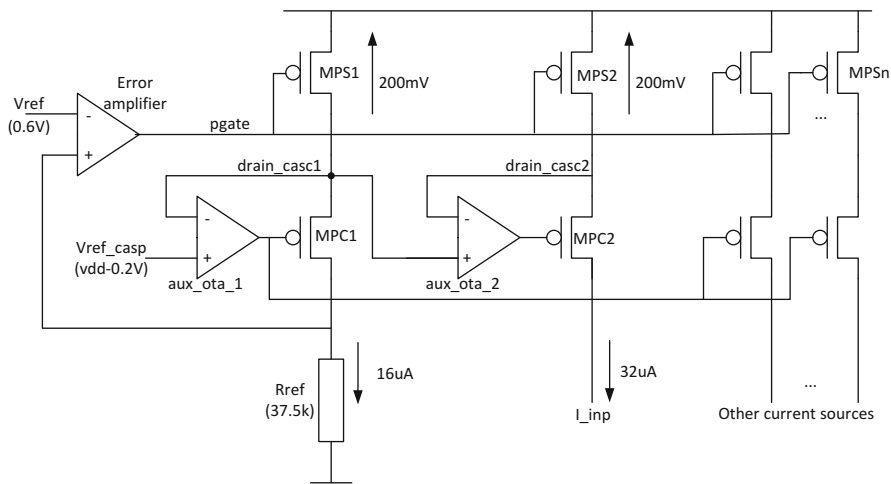 Error
amplifier
Vref
(0.6V)
-
+
pgate
MPS1
200mV
MPS2
200mV
MPSn
...
drain_casc1
drain_casc2
-
+
Vref_casp
(vdd-0.2V)
aux_ota_1
MPC1
-
+
aux_ota_2
MPC2
Rref
(37.5k)
16uA
32uA
...
I_inp
Other current sources